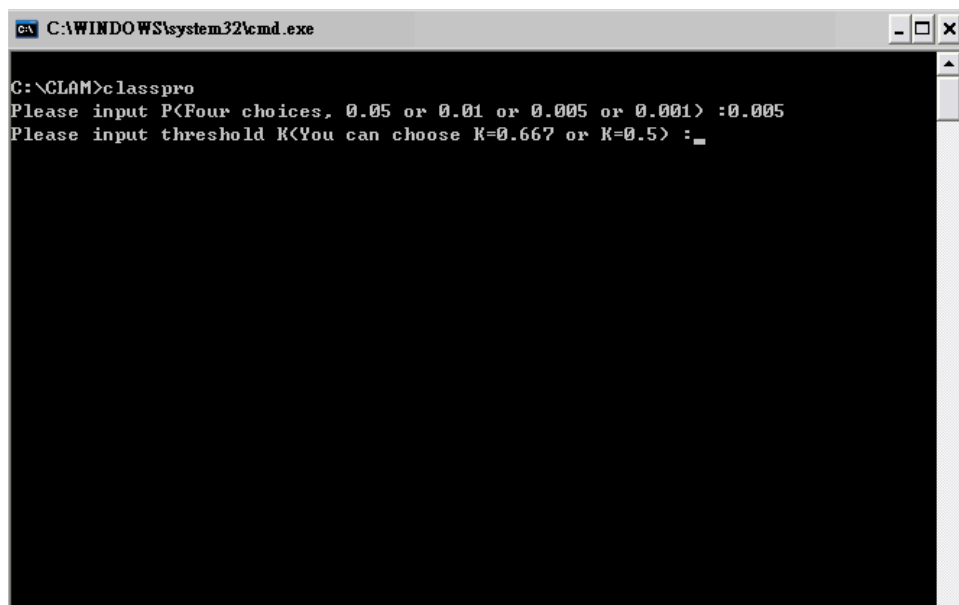 C:\WINDOWS\system32\cmd.exe
C:\CLAM>classpro
Please input P(Four choices, 0.05 or 0.01 or 0.005 or 0.001) :0.005
Please input threshold K(You can choose K=0.667 or K=0.5) :